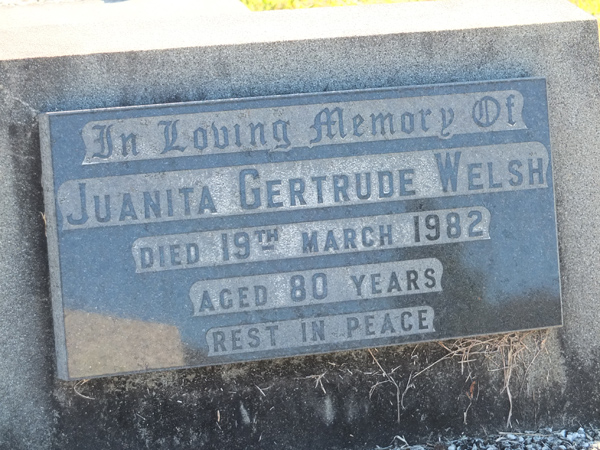 In Loving Memory Of
JUANITA GERTRUDE WELSH
DIED 19TH MARCH 1982
AGED 80 YEARS
REST IN PEACE